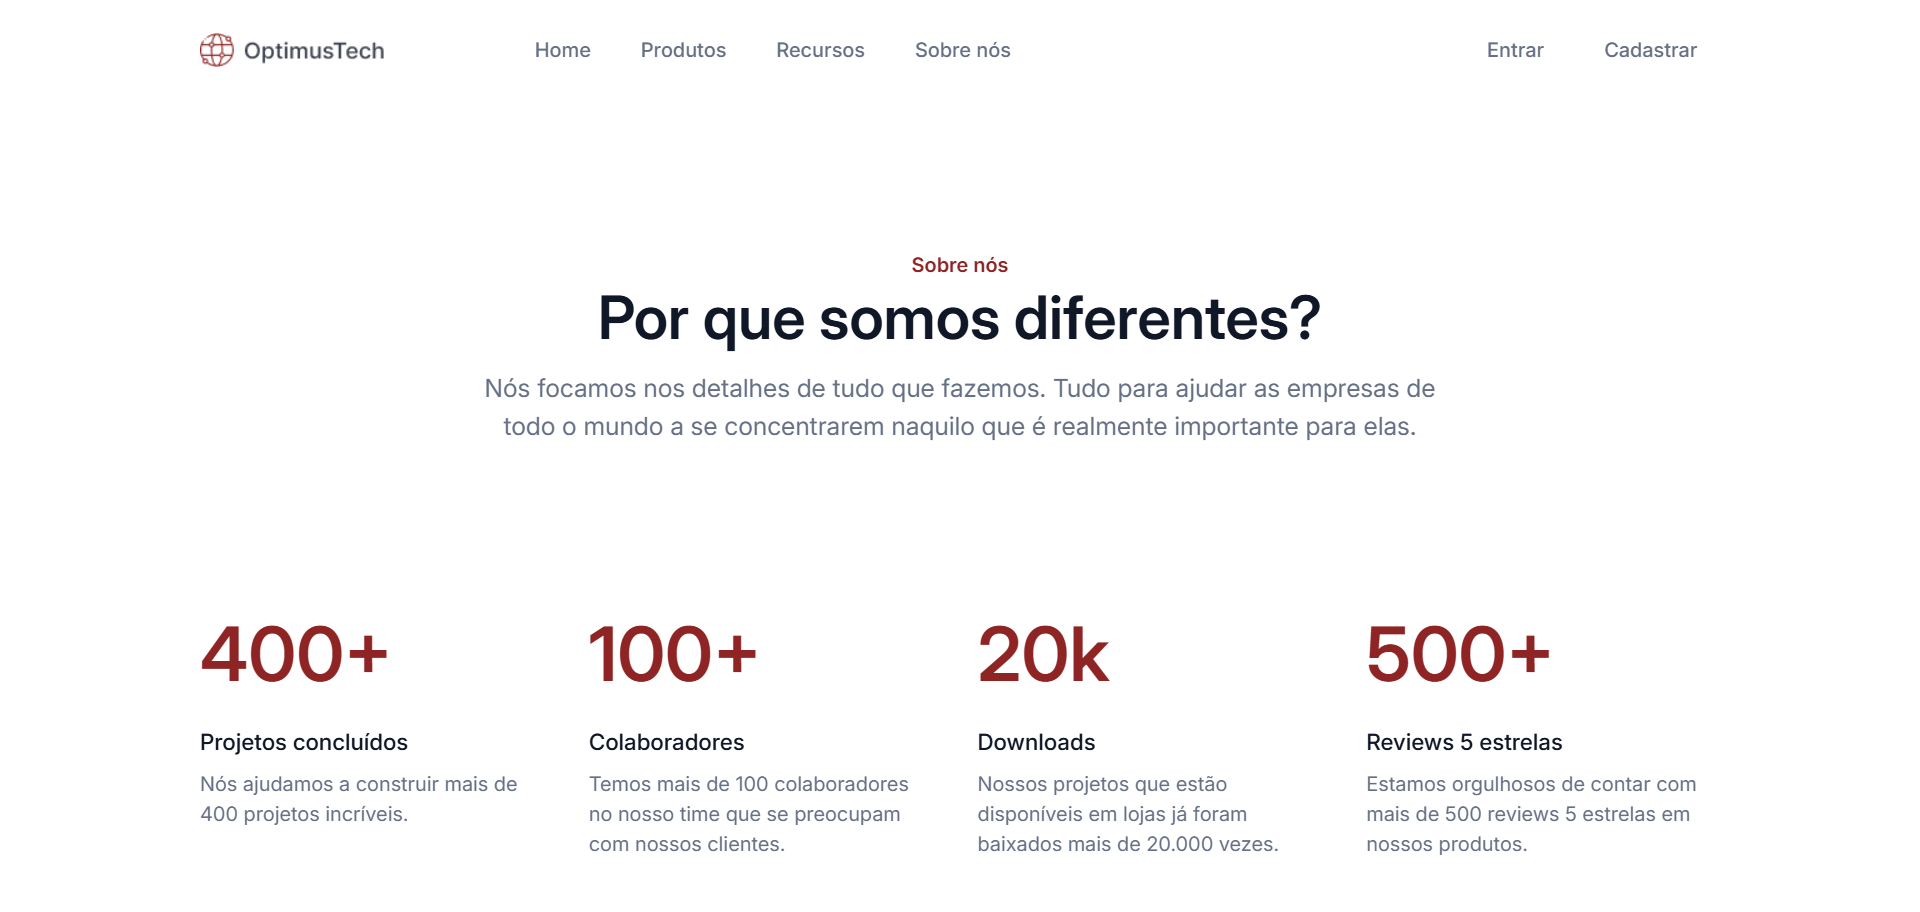 OptimusTech
Home
Produtos
Recursos
Sobre nós
Entrar
Cadastrar
Sobre nós
Por que somos diferentes?
Nós focamos nos detalhes de tudo que fazemos. Tudo para ajudar as empresas de
todo o mundo a se concentrarem naquilo que é realmente importante para elas.
400+
Projetos concluídos
Nós ajudamos a construir mais de
400 projetos incríveis.
100+
Colaboradores
Temos mais de 100 colaboradores
no nosso time que se preocupam
com nossos clientes.
20k
Downloads
Nossos projetos que estão
disponíveis em lojas já foram
baixados mais de 20.000 vezes.
500+
Reviews 5 estrelas
Estamos orgulhosos de contar com
mais de 500 reviews 5 estrelas em
nossos produtos.